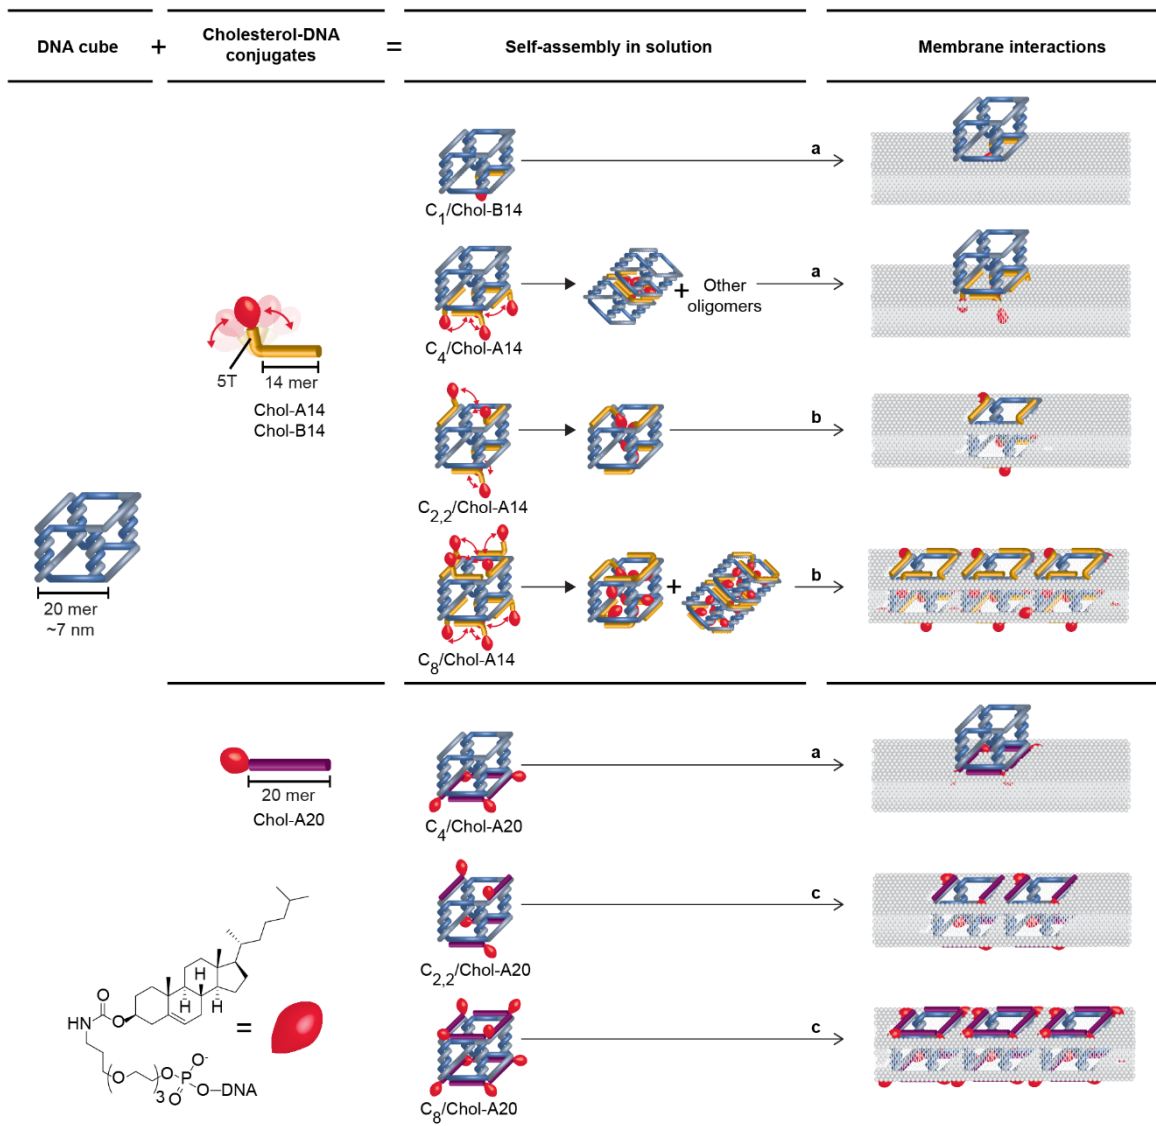 DNA cube
+
Cholesterol-DNA
conjugates
=
Self-assembly in solution
Membrane interactions
a
C1/Chol-B14
a
+ Other
oligomers
C4/Chol-A14
5T
14 mer
Chol-A14
Chol-B14
b
C2,2/Chol-A14
20 mer
~7 nm
+
b
C8/Chol-A14
20 mer
Chol-A20
a
C4/Chol-A20
c
C2,2/Chol-A20
c
C8/Chol-A20
H
H
H
O
HN
O
=
O
3
O
P
O-
O
O–DNA